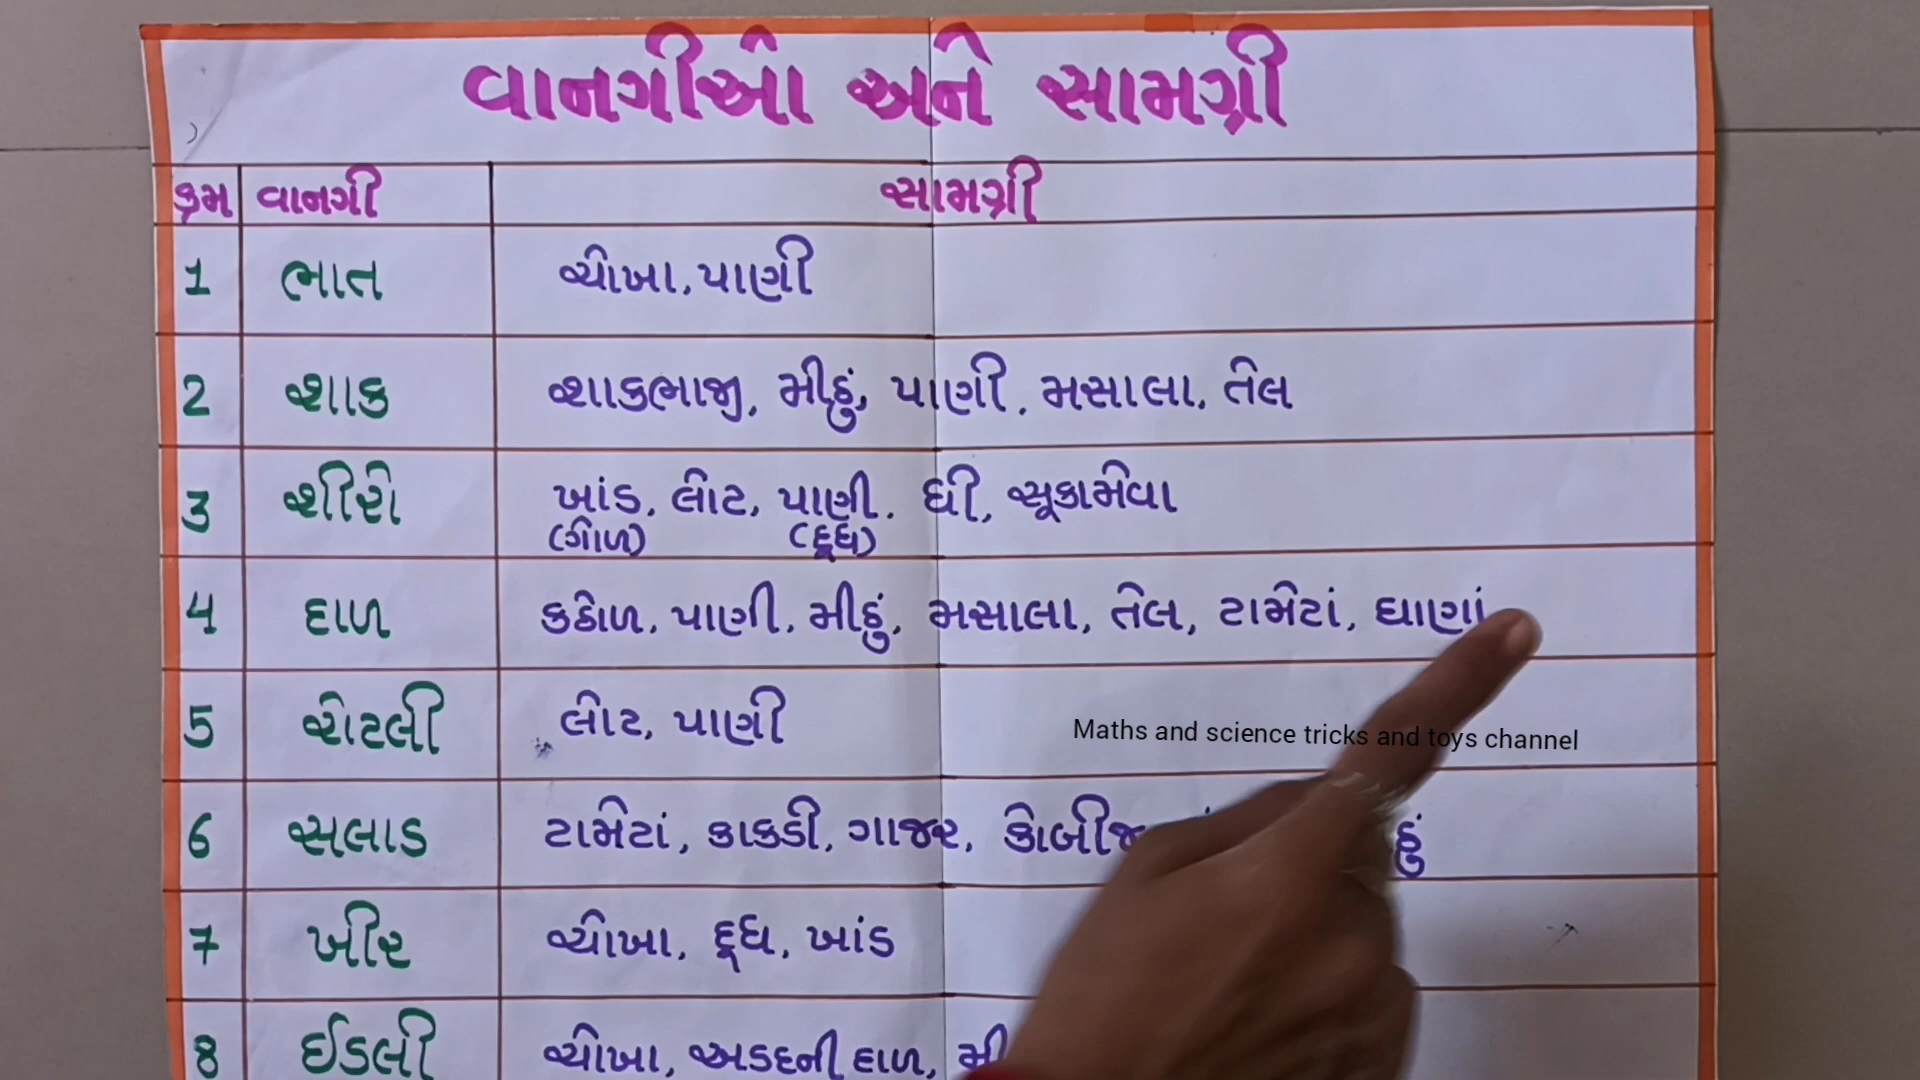 વાનગીઓ અને સામગ્રી
ક્રમ વાનગી સામગ્રી
1 ભાત ચોખા, પાણી
2 શાક શાકભાજી, મીઠું, પાણી, મસાલા, તેલ
3 શીરો ખાંડ, લોટ, પાણી, ઘી, સૂકામેવા
(ગોળ) (દૂધ)
4 દાળ કઠોળ, પાણી, મીઠું, મસાલા, તેલ, ટામેટાં, ધાણાં
5 રોટલી લોટ, પાણી
Maths and science tricks and toys channel
6 સલાડ ટામેટાં, કાકડી, ગાજર, કોબીજ
7 ખીર ચોખા, દૂધ, ખાંડ
8 ઈડલી ચોખા, અડદની દાળ,